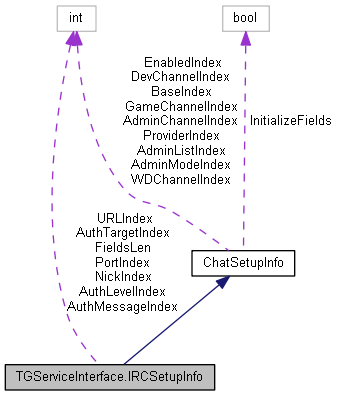 int
bool
EnabledIndex
DevChannelIndex
BaseIndex
GameChannelIndex
AdminChannelIndex
ProviderIndex
AdminListIndex
AdminModeIndex
WDChannelIndex
InitializeFields
URLIndex
AuthTargetIndex
FieldsLen
PortIndex
NickIndex
AuthLevelIndex
AuthMessageIndex
ChatSetupInfo
TGServiceInterface.IRCSetupInfo